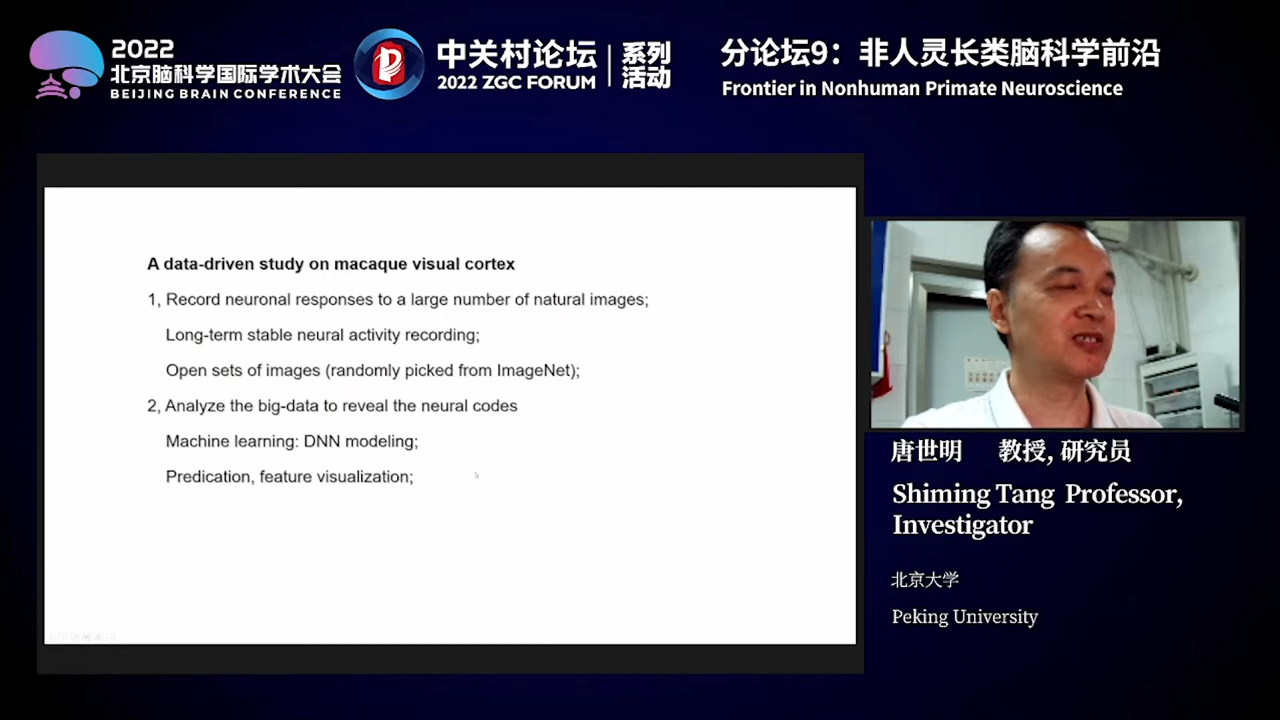 2022
北京脑科学国际学术大会
BEIJING BRAIN CONFERENCE
中关村论坛
2022 ZGC FORUM
系列
活动
分论坛9：非人灵长类脑科学前沿
Frontier in Nonhuman Primate Neuroscience
A data-driven study on macaque visual cortex
1, Record neuronal responses to a large number of natural images;
Long-term stable neural activity recording;
Open sets of images (randomly picked from ImageNet);
2, Analyze the big-data to reveal the neural codes
Machine learning: DNN modeling;
Predication, feature visualization;
唐世明 教授, 研究员
Shiming Tang Professor,
Investigator
北京大学
Peking University